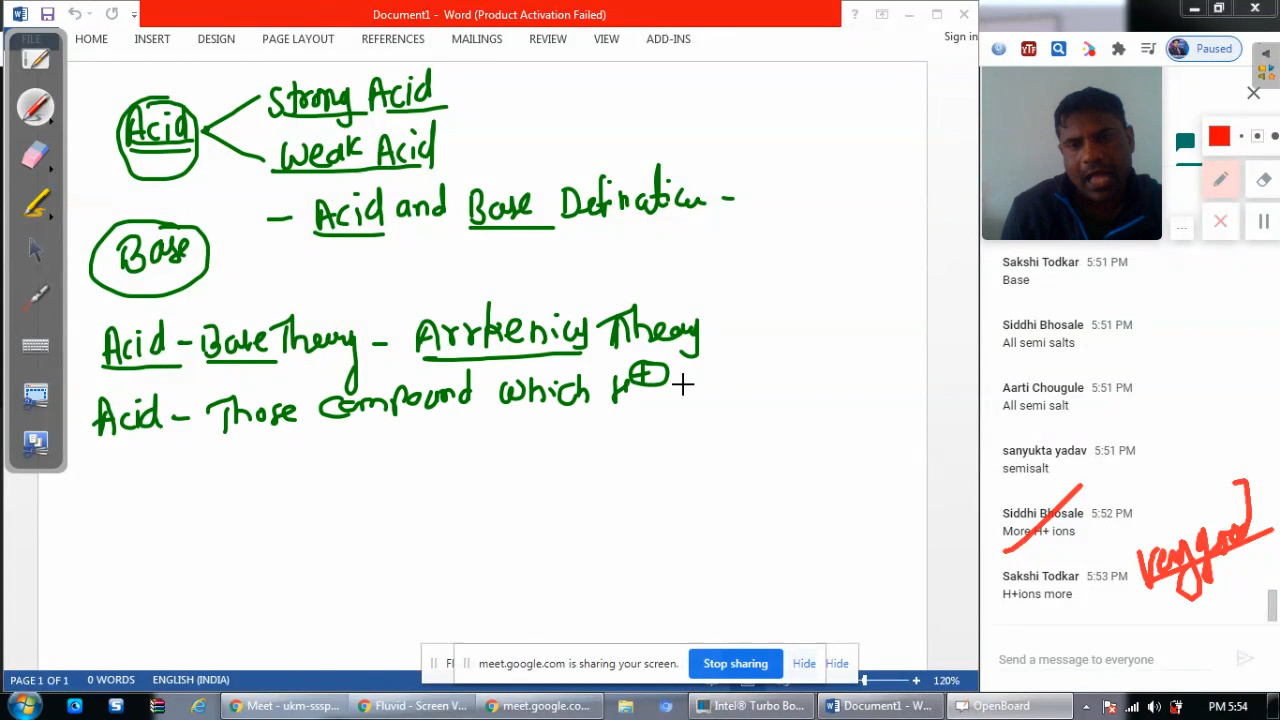 Document1 - Word (Product Activation Failed)
FILE HOME INSERT DESIGN PAGE LAYOUT REFERENCES MAILINGS REVIEW VIEW ADD-INS
Sign in
Paused
Acid
Strong Acid
Weak Acid
- Acid and Base Defination -
Base
Acid - Base Theory - Arrhenius Theory
Acid - Those compound which H+
Sakshi Todkar 5:51 PM
Base
Siddhi Bhosale 5:51 PM
All semi salts
Aarti Chougule 5:51 PM
All semi salt
sanyukta yadav 5:51 PM
semisalt
Siddhi Bhosale 5:52 PM
More H+ ions
very good
Sakshi Todkar 5:53 PM
H+ions more
Send a message to everyone
meet.google.com is sharing your screen. Stop sharing Hide Hide
PAGE 1 OF 1 0 WORDS ENGLISH (INDIA) 120%
Meet - ukm-sssp... Fluvid - Screen V... meet.google.co... Intel® Turbo Bo... Document1 - W... OpenBoard PM 5:54